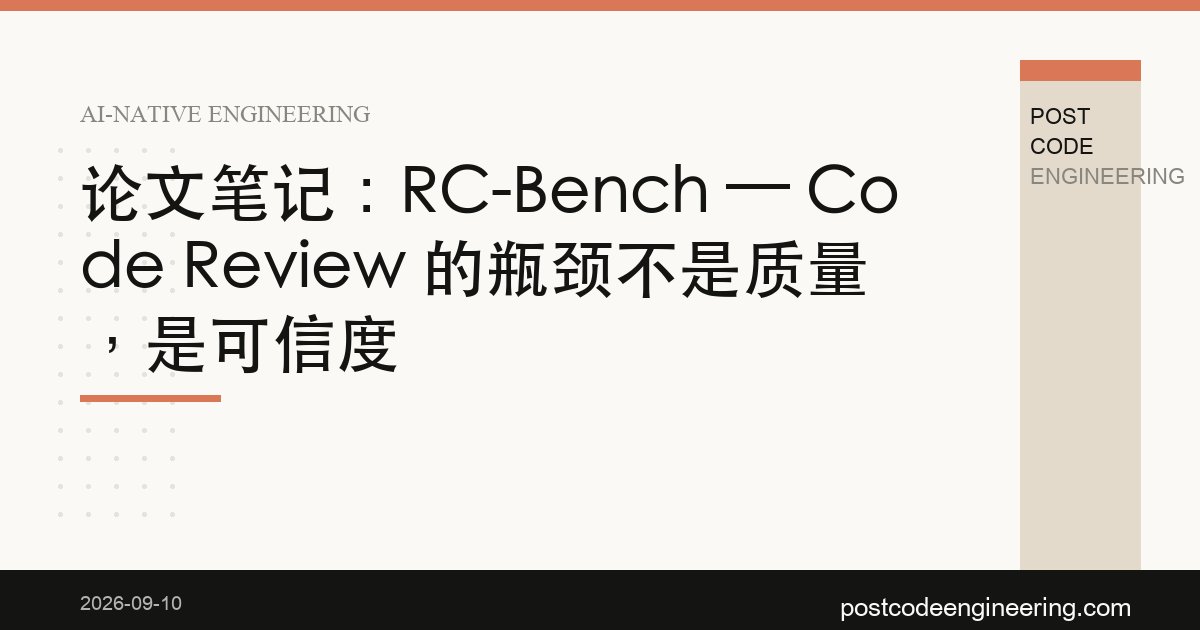 AI-NATIVE ENGINEERING
论文笔记：RC-Bench — Co
de Review 的瓶颈不是质量
，是可信度
POST
CODE
ENGINEERING
2026-09-10
postcodeengineering.com